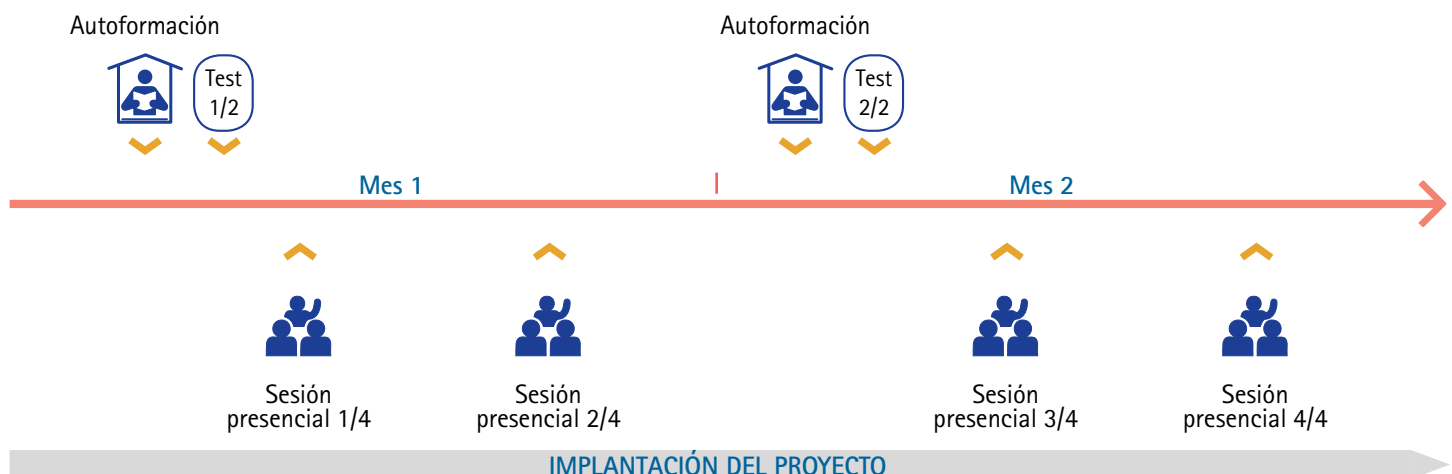 Autoformación
Test
1/2
Autoformación
Test
2/2
Mes 1
Mes 2
Sesión
presencial 1/4
Sesión
presencial 2/4
Sesión
presencial 3/4
Sesión
presencial 4/4
IMPLANTACIÓN DEL PROYECTO